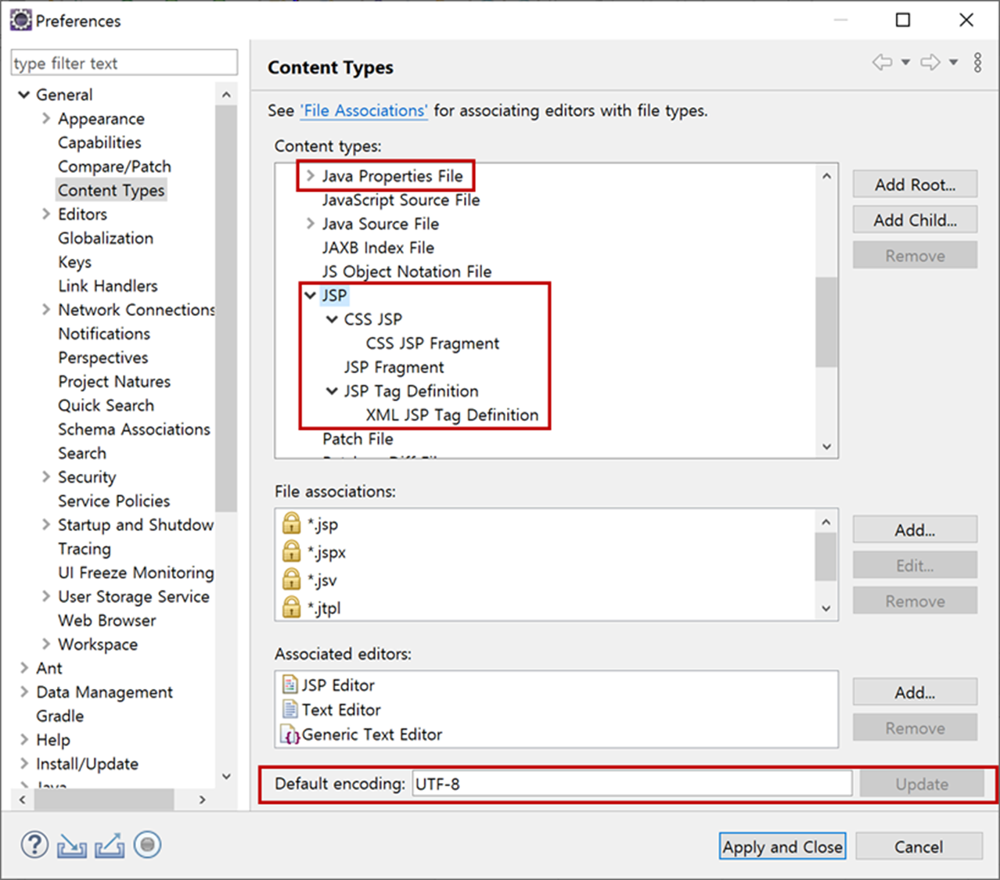 Preferences
type filter text
General
Appearance
Capabilities
Compare/Patch
Content Types
Editors
Globalization
Keys
Link Handlers
Network Connections
Notifications
Perspectives
Project Natures
Quick Search
Schema Associations
Search
Security
Service Policies
Startup and Shutdow
Tracing
UI Freeze Monitoring
User Storage Service
Web Browser
Workspace
Ant
Data Management
Gradle
Help
Install/Update
Java
Content Types
See 'File Associations' for associating editors with file types.
Content types:
Java Properties File
JavaScript Source File
Java Source File
JAXB Index File
JS Object Notation File
JSP
CSS JSP
CSS JSP Fragment
JSP Fragment
JSP Tag Definition
XML JSP Tag Definition
Patch File
Add Root...
Add Child...
Remove
File associations:
*.jsp
*.jspx
*.jsv
*.jtpl
Add...
Edit...
Remove
Associated editors:
JSP Editor
Text Editor
Generic Text Editor
Add...
Remove
Default encoding: UTF-8 Update
Apply and Close Cancel